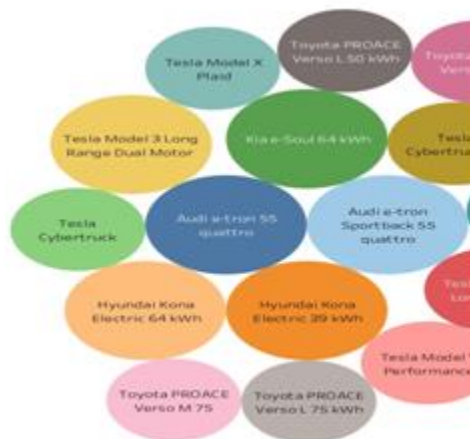 Toyota PROACE
Verso L 50 kWh
Tesla Model X
Plaid
Tesla Model 3 Long
Range Dual Motor
Kia e-Soul 64 kWh
Tesla
Tesla
Cybertruck
Audi e-tron 55
quattro
Audi e-tron
Sportback 55
quattro
Hyundai Kona
Electric 64 kWh
Hyundai Kona
Electric 39 kWh
Tesla Model
Performance
Toyota PROACE
Verso M 75
Toyota PROACE
Verso L 75 kWh